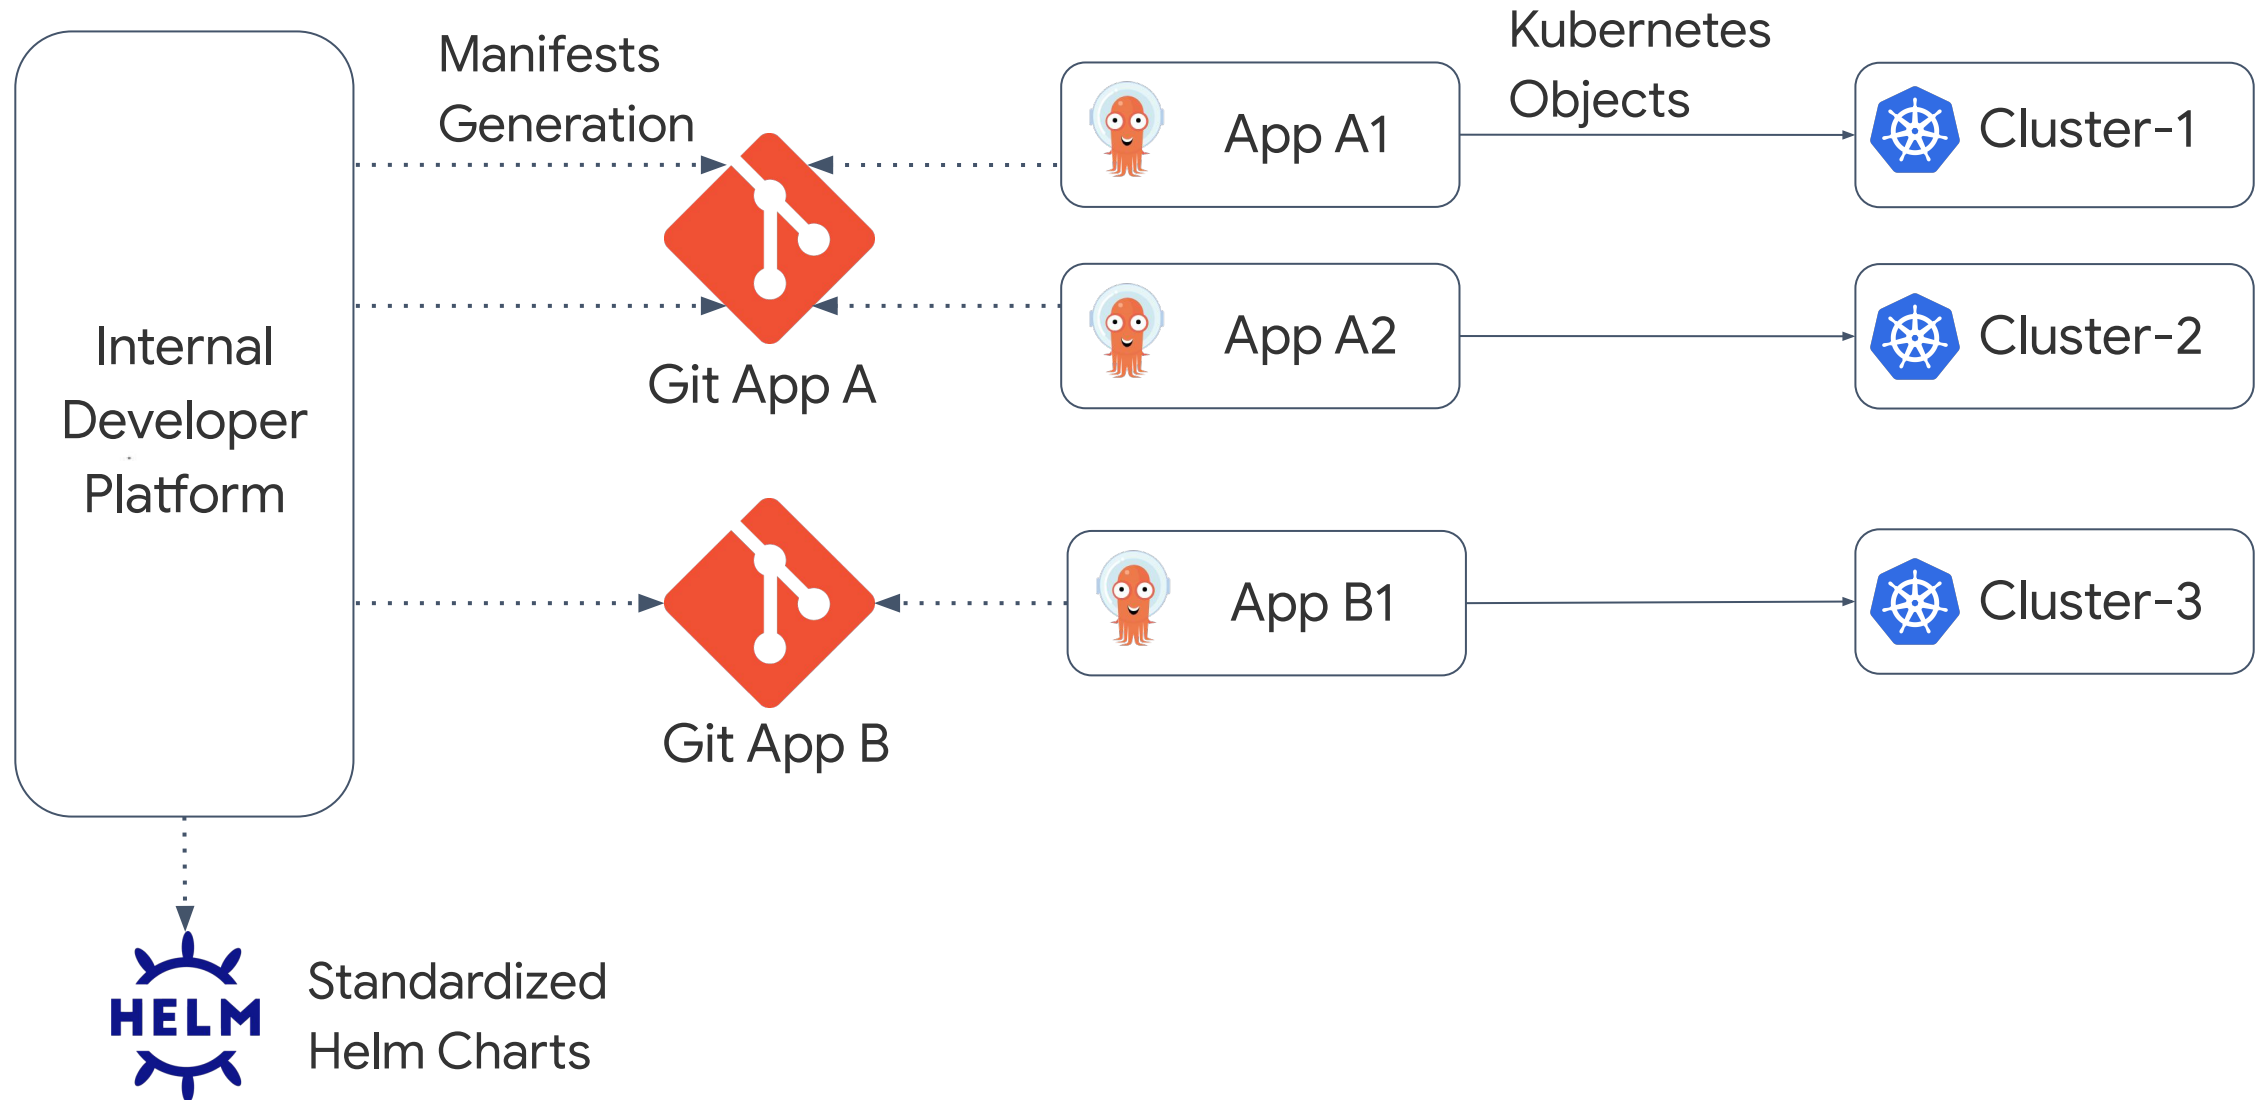 Internal
Developer
Platform
Manifests
Generation
Git App A
Git App B
App A1
App A2
App B1
Kubernetes
Objects
Cluster-1
Cluster-2
Cluster-3
HELM
Standardized
Helm Charts